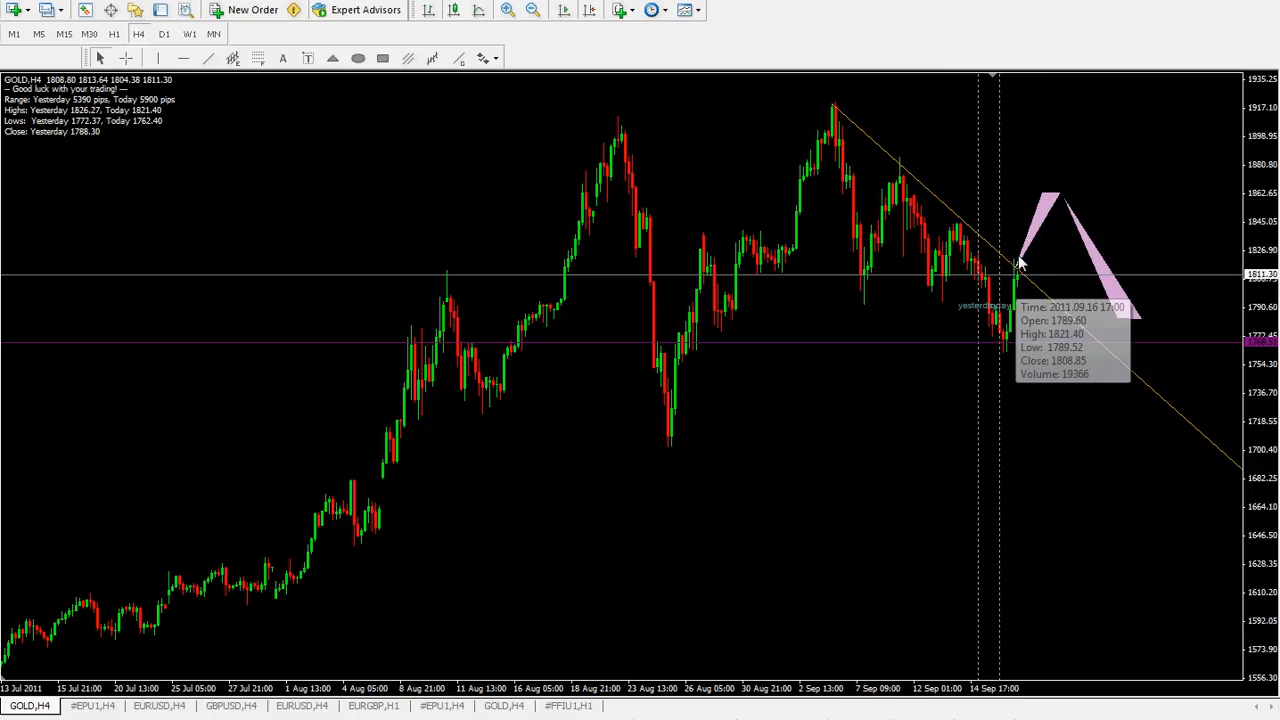 New Order
Expert Advisors
M1 M5 M15 M30 H1 H4 D1 W1 MN
A T
GOLD,H4 1808.80 1813.64 1804.38 1811.30
-- Good luck with your trading! ---
Range: Yesterday 5390 pips, Today 5900 pips
Highs: Yesterday 1826.27, Today 1821.40
Lows: Yesterday 1772.37, Today 1762.40
Close: Yesterday 1788.30
1935.25
1917.10
1898.95
1880.80
1862.65
1845.05
1826.90
1811.30
1790.60
1772.45
1754.30
1736.70
1718.55
1700.40
1682.25
1664.10
1646.50
1628.35
1610.20
1592.05
1573.90
1556.30
Time: 2011.09.16 17:00
Open: 1789.60
High: 1821.40
Low: 1789.52
Close: 1808.85
Volume: 19366
13 Jul 2011 15 Jul 21:00 20 Jul 13:00 25 Jul 05:00 27 Jul 21:00 1 Aug 13:00 4 Aug 05:00 8 Aug 21:00 11 Aug 13:00 16 Aug 05:00 18 Aug 21:00 23 Aug 13:00 26 Aug 05:00 30 Aug 21:00 2 Sep 13:00 7 Sep 09:00 12 Sep 01:00 14 Sep 17:00
GOLD,H4 #EPU1,H4 EURUSD,H4 GBPUSD,H4 EURUSD,H4 EURGBP,H1 #EPU1,H4 GOLD,H4 #FFIU1,H1